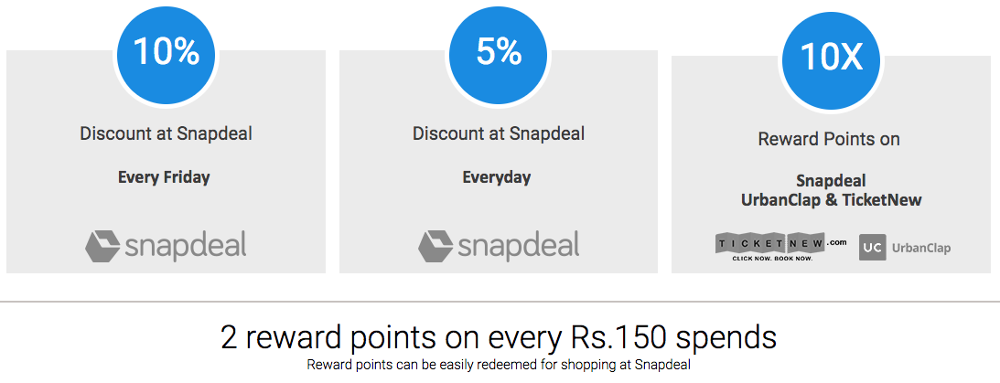 10%
Discount at Snapdeal
Every Friday
snapdeal
5%
Discount at Snapdeal
Everyday
snapdeal
10X
Reward Points on
Snapdeal
UrbanClap & TicketNew
TICKETNEW.com
CLICK NOW. BOOK NOW.
UC UrbanClap
2 reward points on every Rs.150 spends
Reward points can be easily redeemed for shopping at Snapdeal